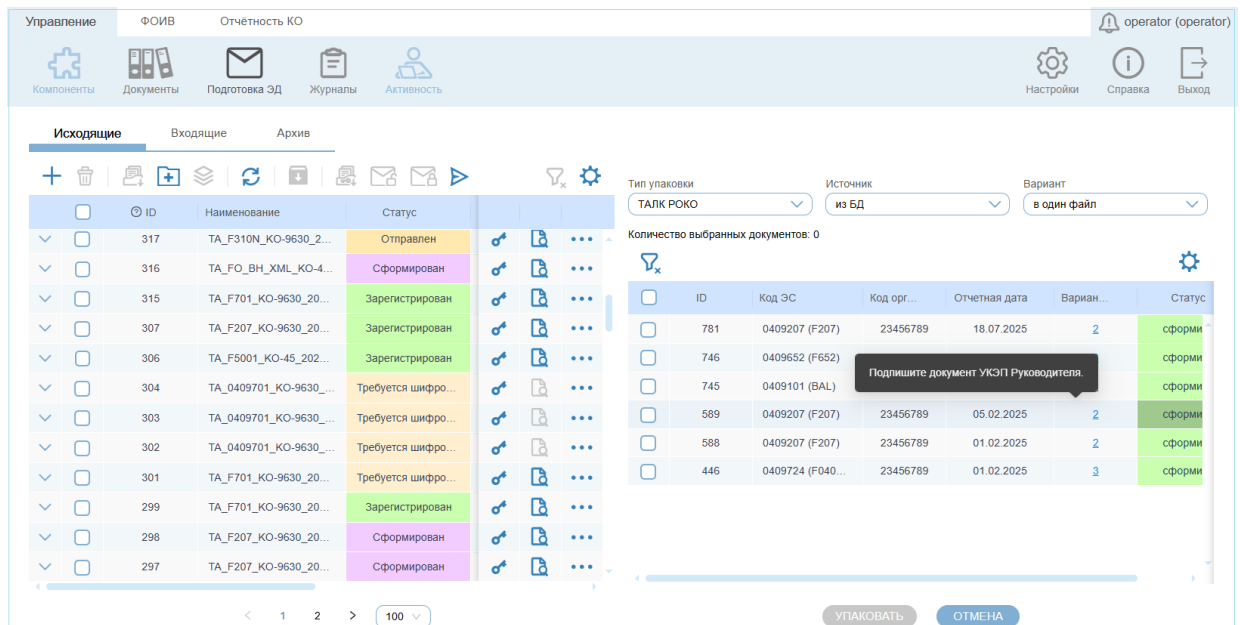 Управление ФОИВ Отчётность КО operator (operator)
Компоненты Документы Подготовка ЭД Журналы Активность Настройки Справка Выход
Исходящие Входящие Архив
Тип упаковки Источник Вариант
ТАЛК РОКО из БД в один файл
Количество выбранных документов: 0
ID Наименование Статус
317 TA_F310N_KO-9630_2... Отправлен
316 TA_FO_BH_XML_KO-4... Сформирован
315 TA_F701_KO-9630_20... Зарегистрирован
307 TA_F207_KO-9630_20... Зарегистрирован
306 TA_F5001_KO-45_202... Зарегистрирован
304 TA_0409701_KO-9630_... Требуется шифро...
303 TA_0409701_KO-9630_... Требуется шифро...
302 TA_0409701_KO-9630_... Требуется шифро...
301 TA_F701_KO-9630_20... Требуется шифро...
299 TA_F701_KO-9630_20... Зарегистрирован
298 TA_F207_KO-9630_20... Сформирован
297 TA_F207_KO-9630_20... Сформирован
1 2 100
ID Код ЭС Код орг... Отчетная дата Вариан... Статус
781 0409207 (F207) 23456789 18.07.2025 2 сформи
746 0409652 (F652) сформи
Подпишите документ УКЭП Руководителя.
745 0409101 (BAL) сформи
589 0409207 (F207) 23456789 05.02.2025 2 сформи
588 0409207 (F207) 23456789 01.02.2025 2 сформи
446 0409724 (F040... 23456789 01.02.2025 3 сформи
УПАКОВАТЬ ОТМЕНА